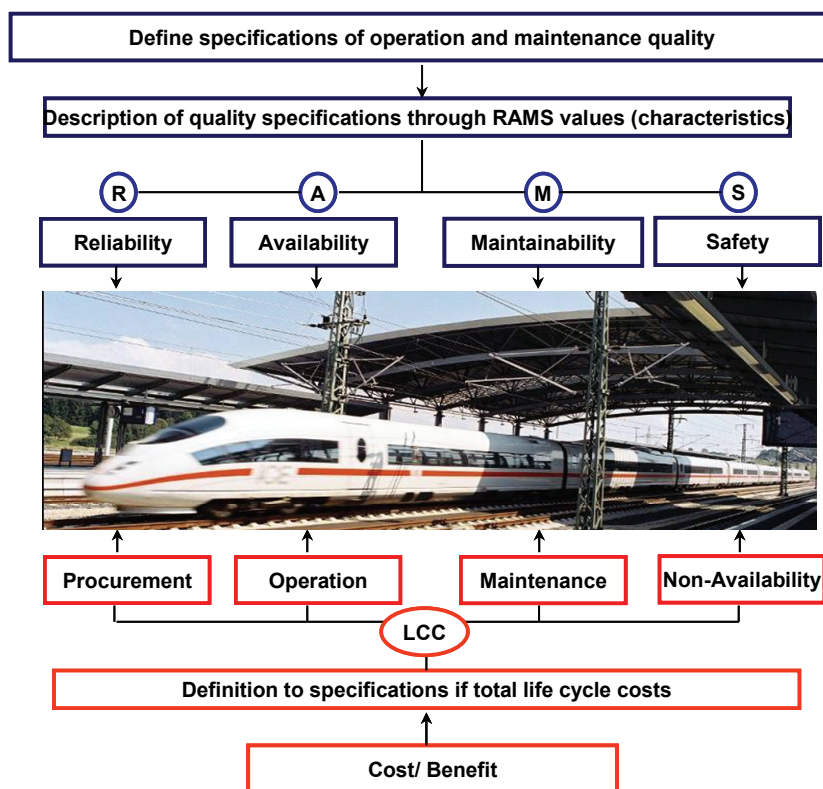 Define specifications of operation and maintenance quality
Description of quality specifications through RAMS values (characteristics)
R A M S
Reliability Availability Maintainability Safety
ICE
Procurement Operation Maintenance Non-Availability
LCC
Definition to specifications if total life cycle costs
Cost/ Benefit